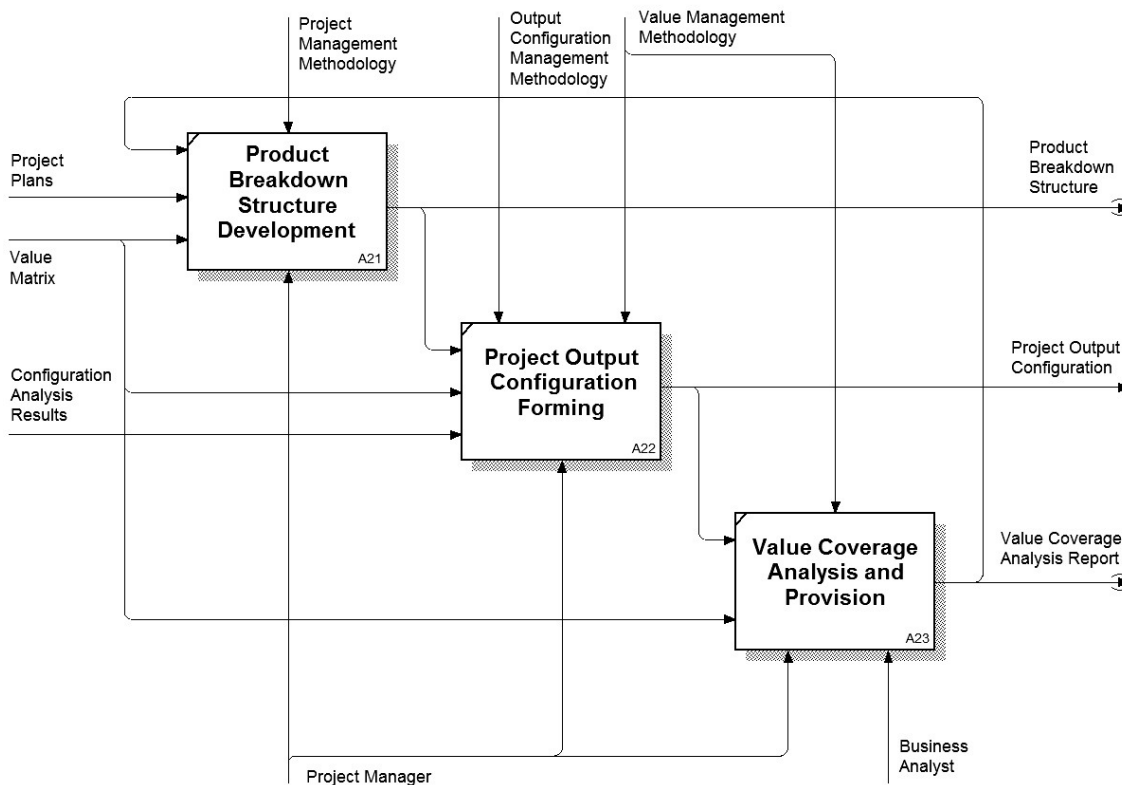 Project
Management
Methodology
Output
Configuration
Management
Methodology
Value Management
Methodology
Project
Plans
Value
Matrix
Configuration
Analysis
Results
Product
Breakdown
Structure
Development
A21
Project Output
Configuration
Forming
A22
Value Coverage
Analysis and
Provision
A23
Product
Breakdown
Structure
Project Output
Configuration
Value Coverage
Analysis Report
Project Manager
Business
Analyst